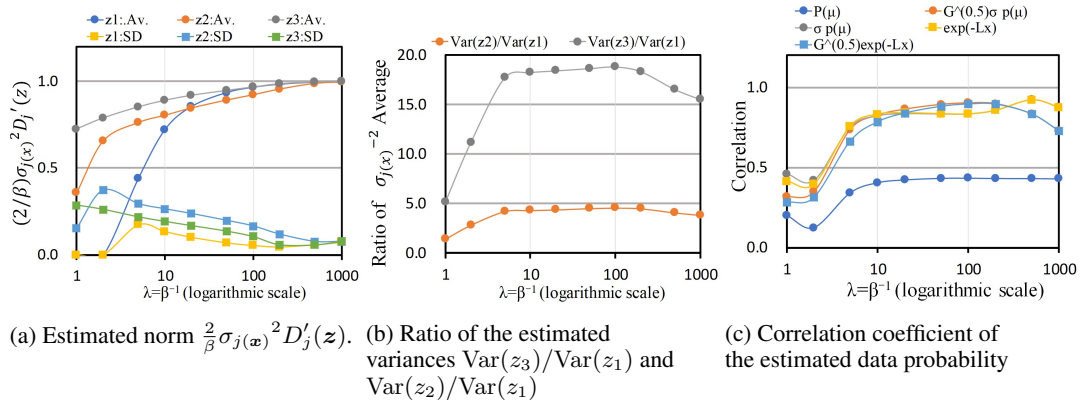 z1:.Av. z2:Av. z3:Av.
z1:SD z2:SD z3:SD
(2/β)σj(x)²Dj'(z)
1.0
0.5
0.0
1 10 100 1000
λ=β⁻¹ (logarithmic scale)
(a) Estimated norm 2/β σj(x)²D′j(z).
Var(z2)/Var(z1) Var(z3)/Var(z1)
Ratio of σj(x)⁻² Average
20.0
15.0
10.0
5.0
0.0
1 10 100 1000
λ=β⁻¹ (logarithmic scale)
(b) Ratio of the estimated
variances Var(z3)/Var(z1) and
Var(z2)/Var(z1)
P(μ) G^(0.5)σ p(μ)
σ p(μ) exp(-Lx)
G^(0.5)exp(-Lx)
Correlation
1.0
0.5
0.0
1 10 100 1000
λ=β⁻¹ (logarithmic scale)
(c) Correlation coefficient of
the estimated data probability